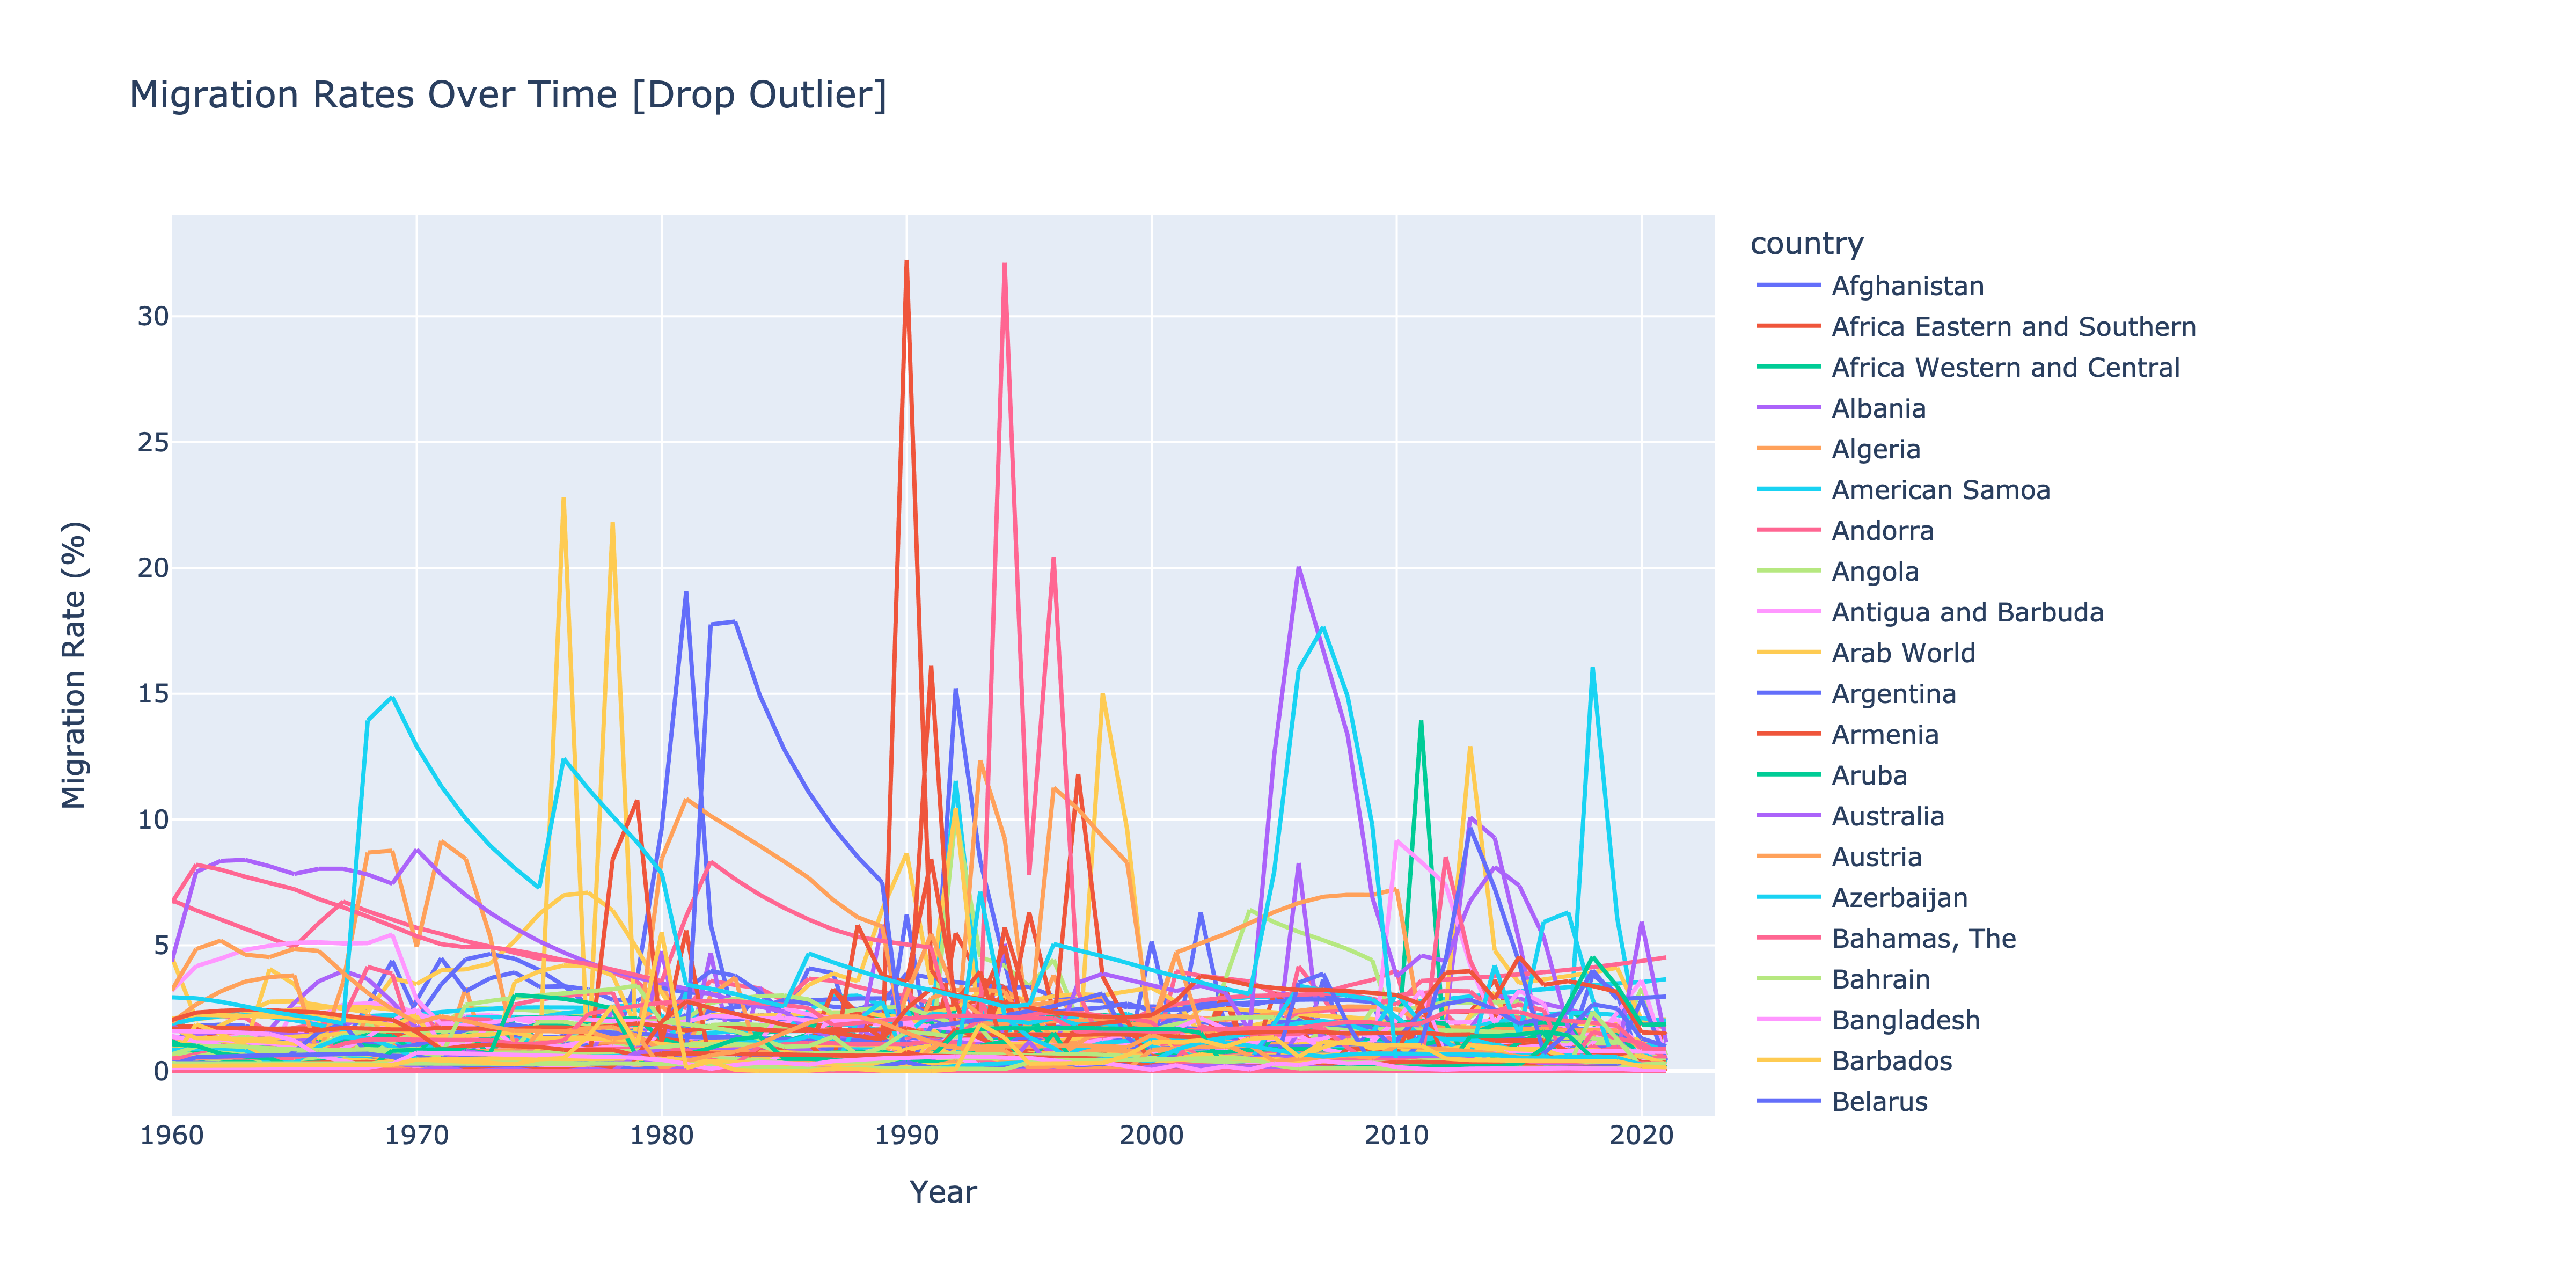 Migration Rates Over Time [Drop Outlier]
Migration Rate (%)
30
25
20
15
10
5
0
1960
1970
1980
1990
2000
2010
2020
Year
country
Afghanistan
Africa Eastern and Southern
Africa Western and Central
Albania
Algeria
American Samoa
Andorra
Angola
Antigua and Barbuda
Arab World
Argentina
Armenia
Aruba
Australia
Austria
Azerbaijan
Bahamas, The
Bahrain
Bangladesh
Barbados
Belarus